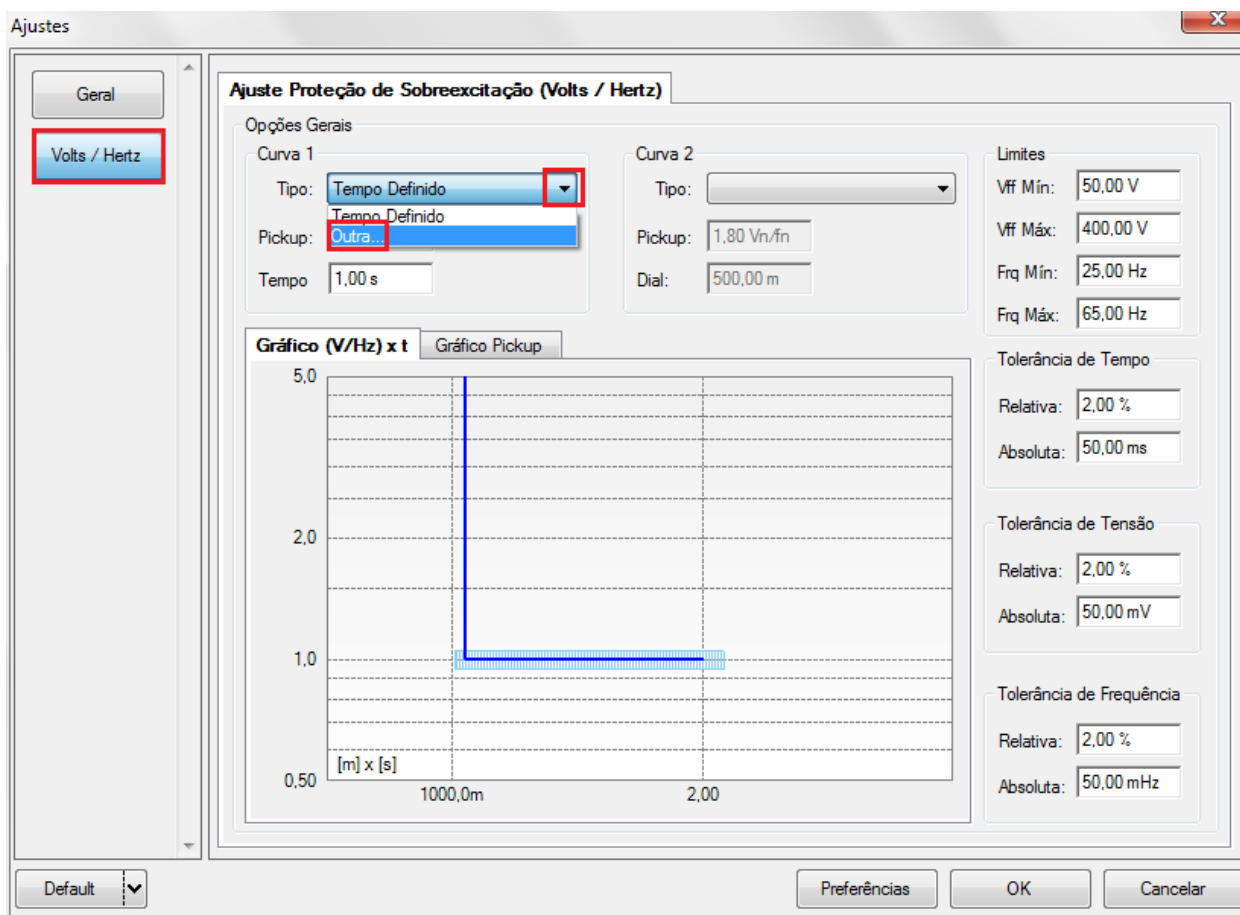 Ajustes
Geral
Volts / Hertz
Ajuste Proteção de Sobreexcitação (Volts / Hertz)
Opções Gerais
Curva 1
Tipo: Tempo Definido
Tempo Definido
Pickup: Outra...
Tempo 1,00 s
Curva 2
Tipo:
Pickup: 1,80 Vn/fn
Dial: 500,00 m
Limites
Vff Mín: 50,00 V
Vff Máx: 400,00 V
Frq Mín: 25,00 Hz
Frq Máx: 65,00 Hz
Gráfico (V/Hz) x t Gráfico Pickup
5,0
2,0
1,0
0,50
[m] x [s]
1000,0m 2,00
Tolerância de Tempo
Relativa: 2,00 %
Absoluta: 50,00 ms
Tolerância de Tensão
Relativa: 2,00 %
Absoluta: 50,00 mV
Tolerância de Frequência
Relativa: 2,00 %
Absoluta: 50,00 mHz
Default Preferências OK Cancelar